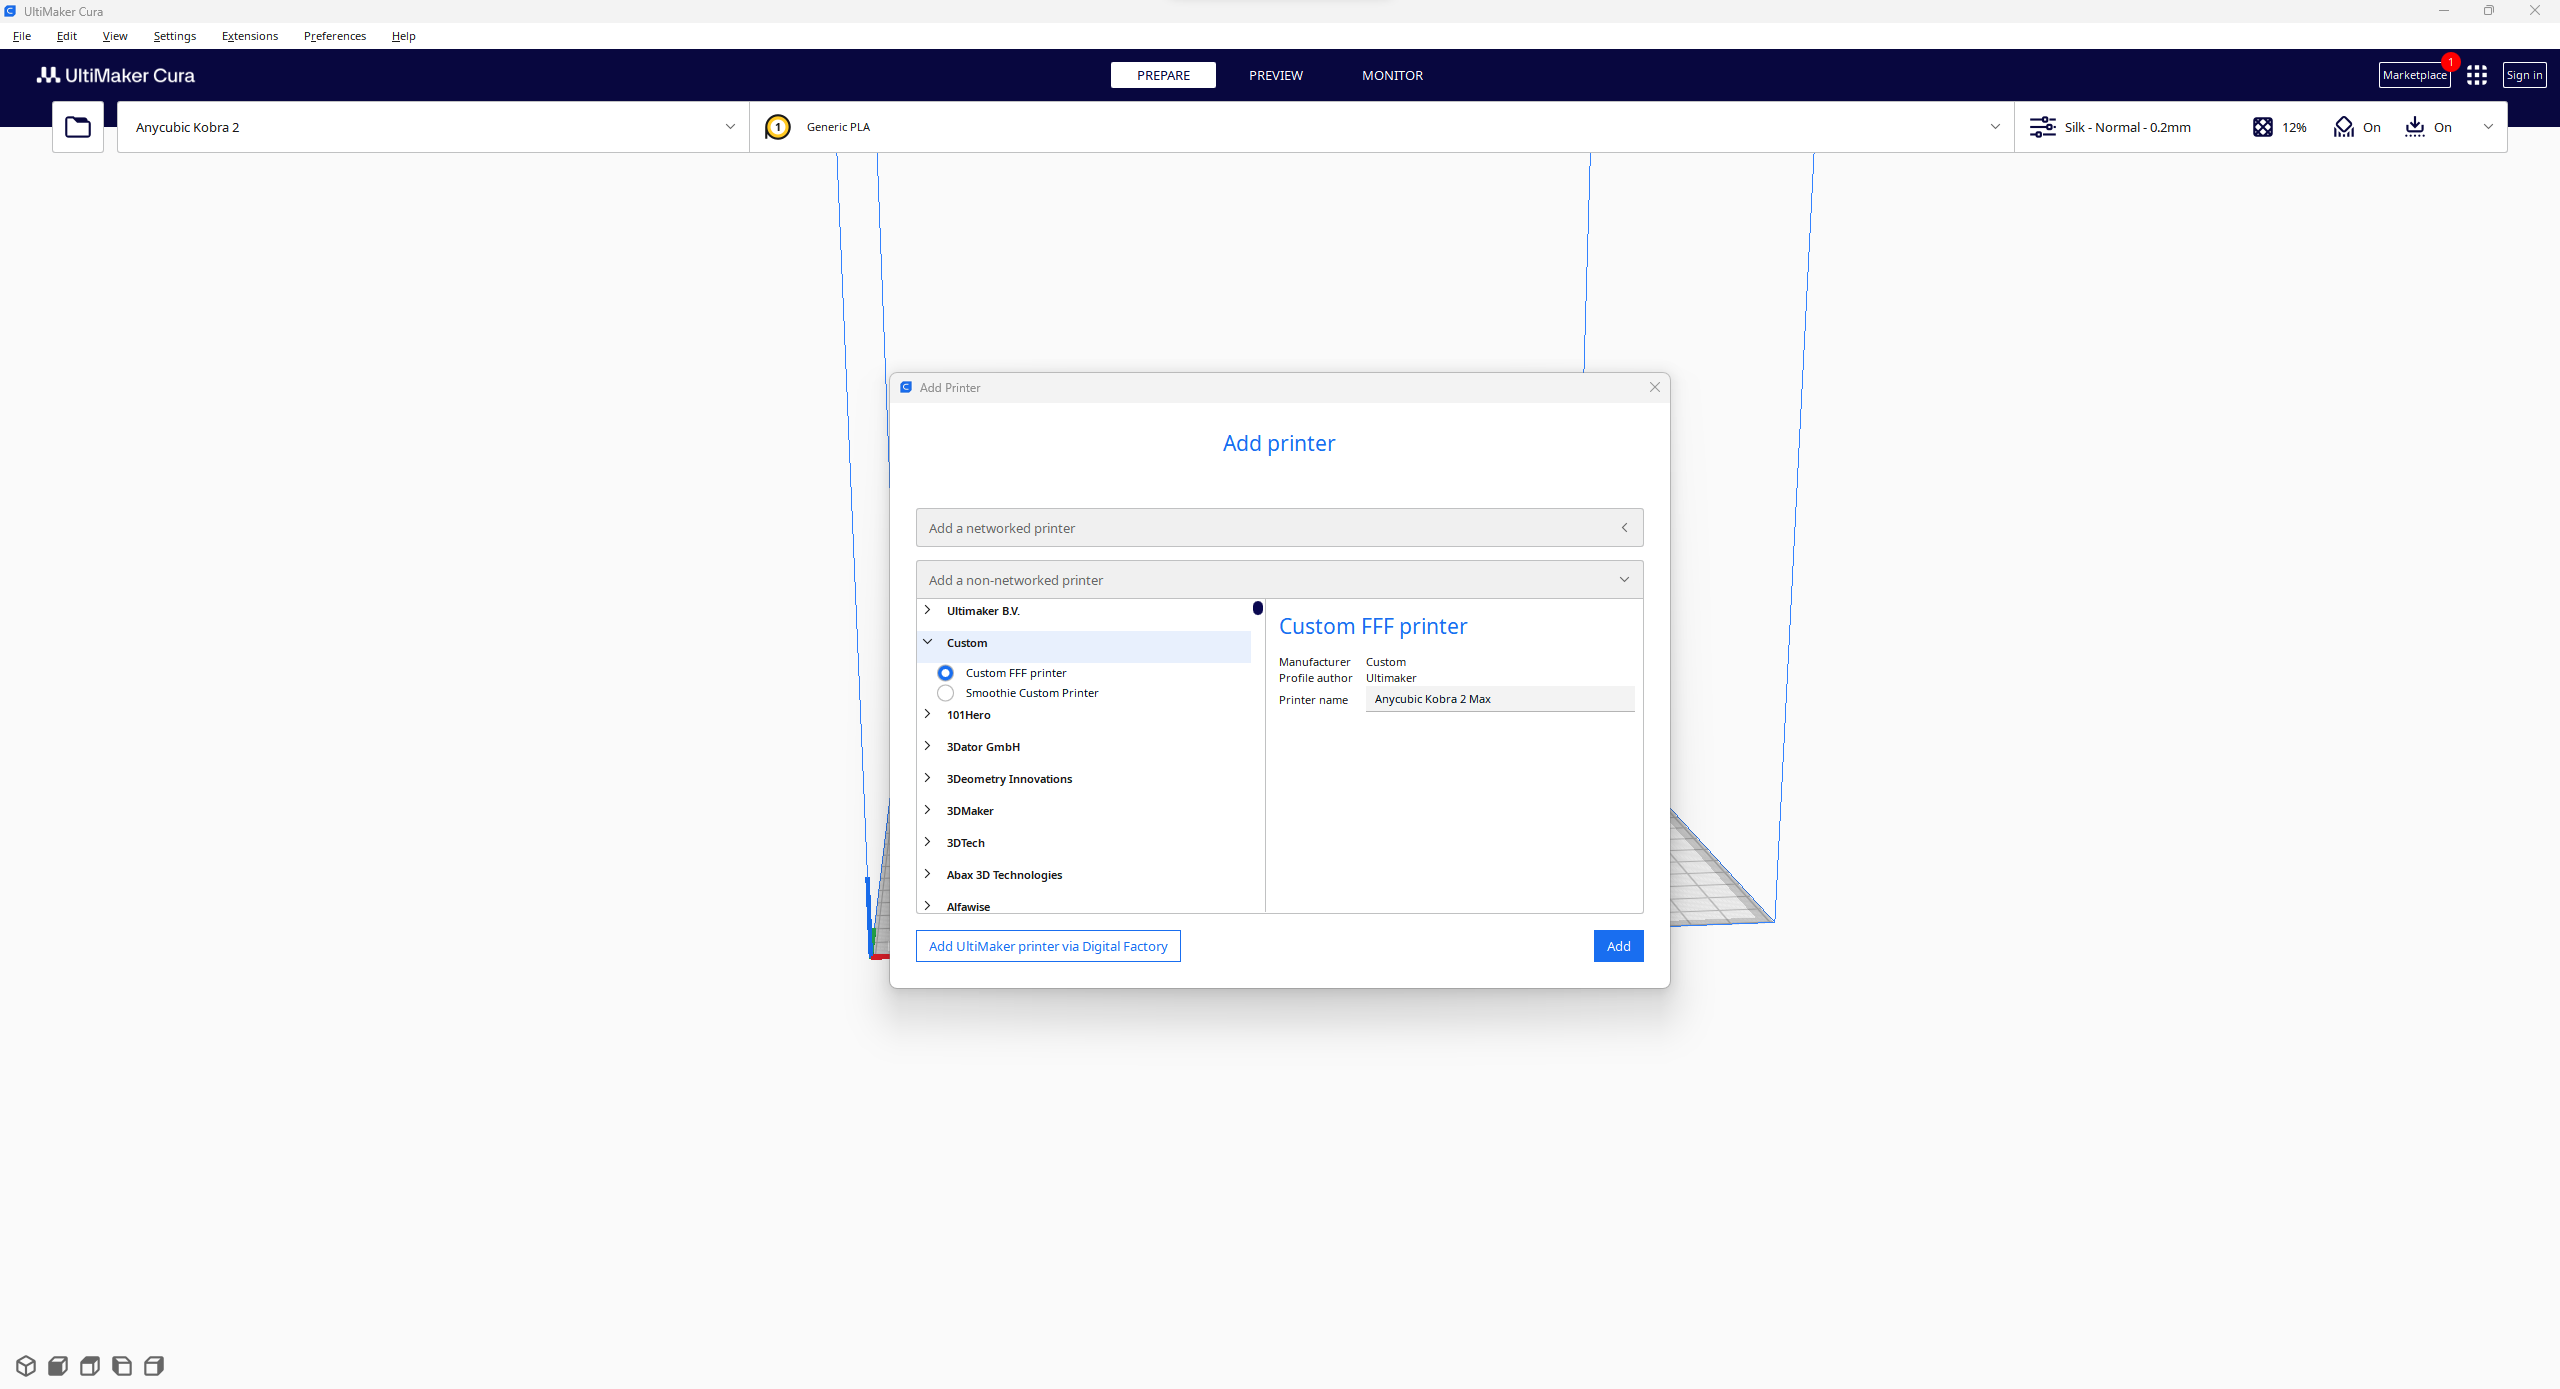 UltiMaker Cura
File Edit View Settings Extensions Preferences Help
UltiMaker Cura
PREPARE PREVIEW MONITOR
Marketplace 1 Sign in
Anycubic Kobra 2
1 Generic PLA
Silk - Normal - 0.2mm 12% On On
Add Printer
Add printer
Add a networked printer
Add a non-networked printer
Ultimaker B.V.
Custom
Custom FFF printer
Smoothie Custom Printer
101Hero
3Dator GmbH
3Deometry Innovations
3DMaker
3DTech
Abax 3D Technologies
Alfawise
Custom FFF printer
Manufacturer Custom
Profile author Ultimaker
Printer name Anycubic Kobra 2 Max
Add UltiMaker printer via Digital Factory
Add